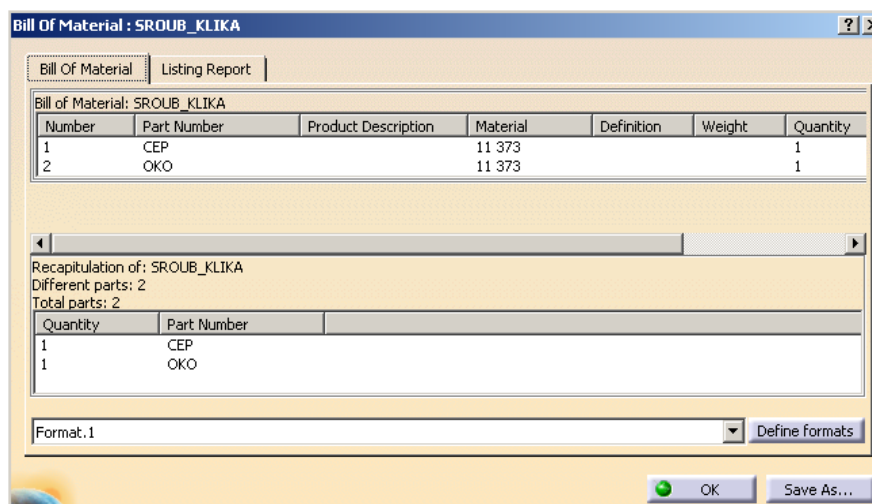 Bill Of Material : SROUB_KLIKA
Bill Of Material Listing Report
Bill of Material: SROUB_KLIKA
Number Part Number Product Description Material Definition Weight Quantity
1 CEP 11 373 1
2 OKO 11 373 1
Recapitulation of: SROUB_KLIKA
Different parts: 2
Total parts: 2
Quantity Part Number
1 CEP
1 OKO
Format.1 Define formats
OK Save As...